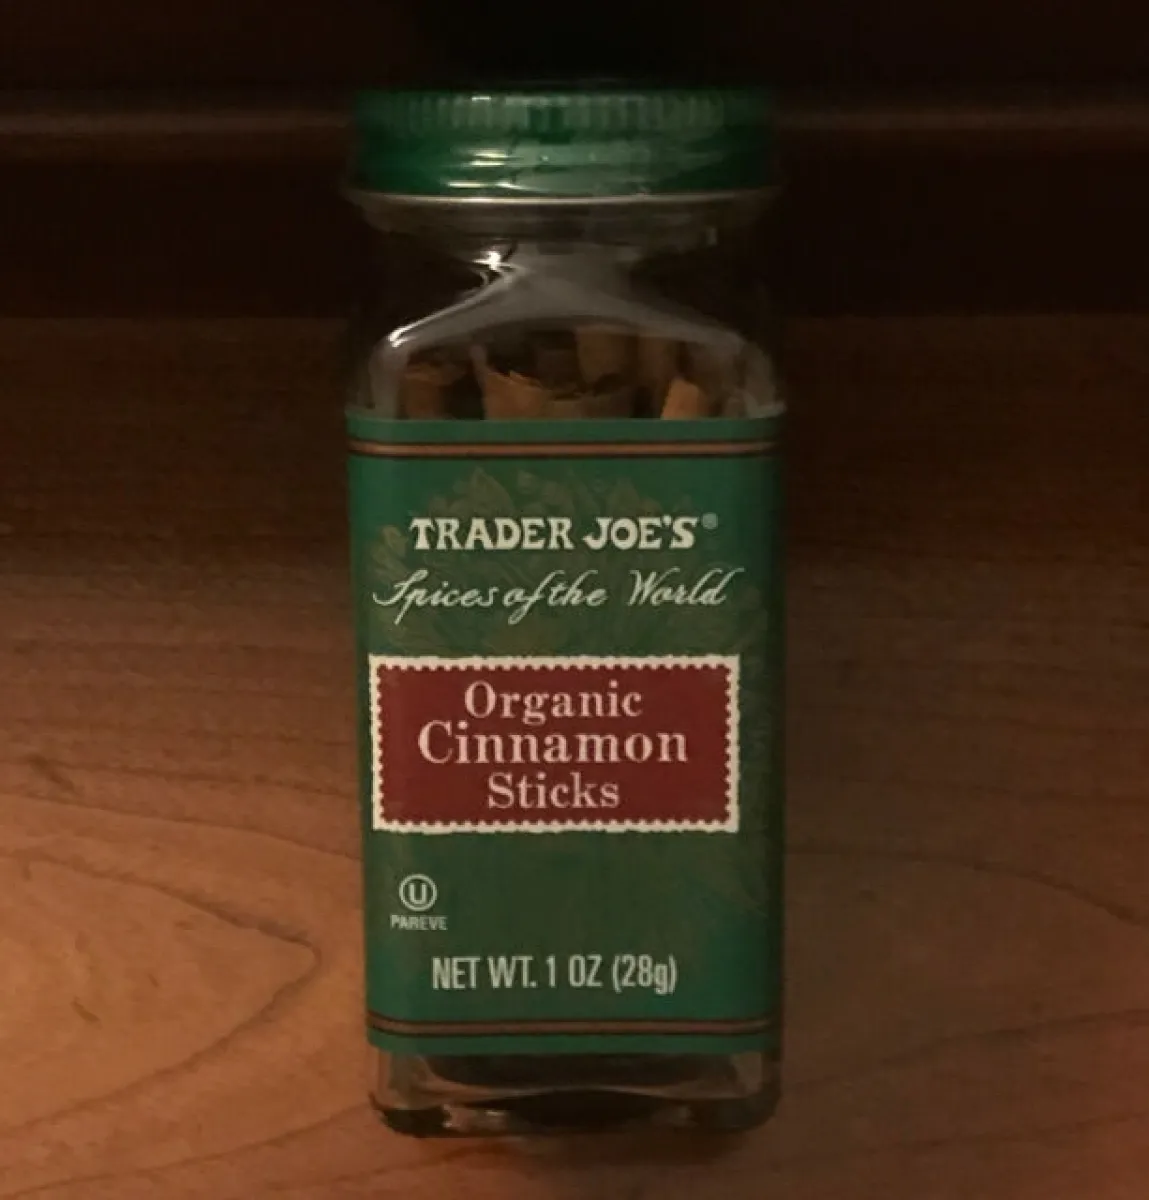 TRADER JOE'S®
Spices of the World
Organic
Cinnamon
Sticks
U
PAREVE
NET WT. 1 OZ (28g)